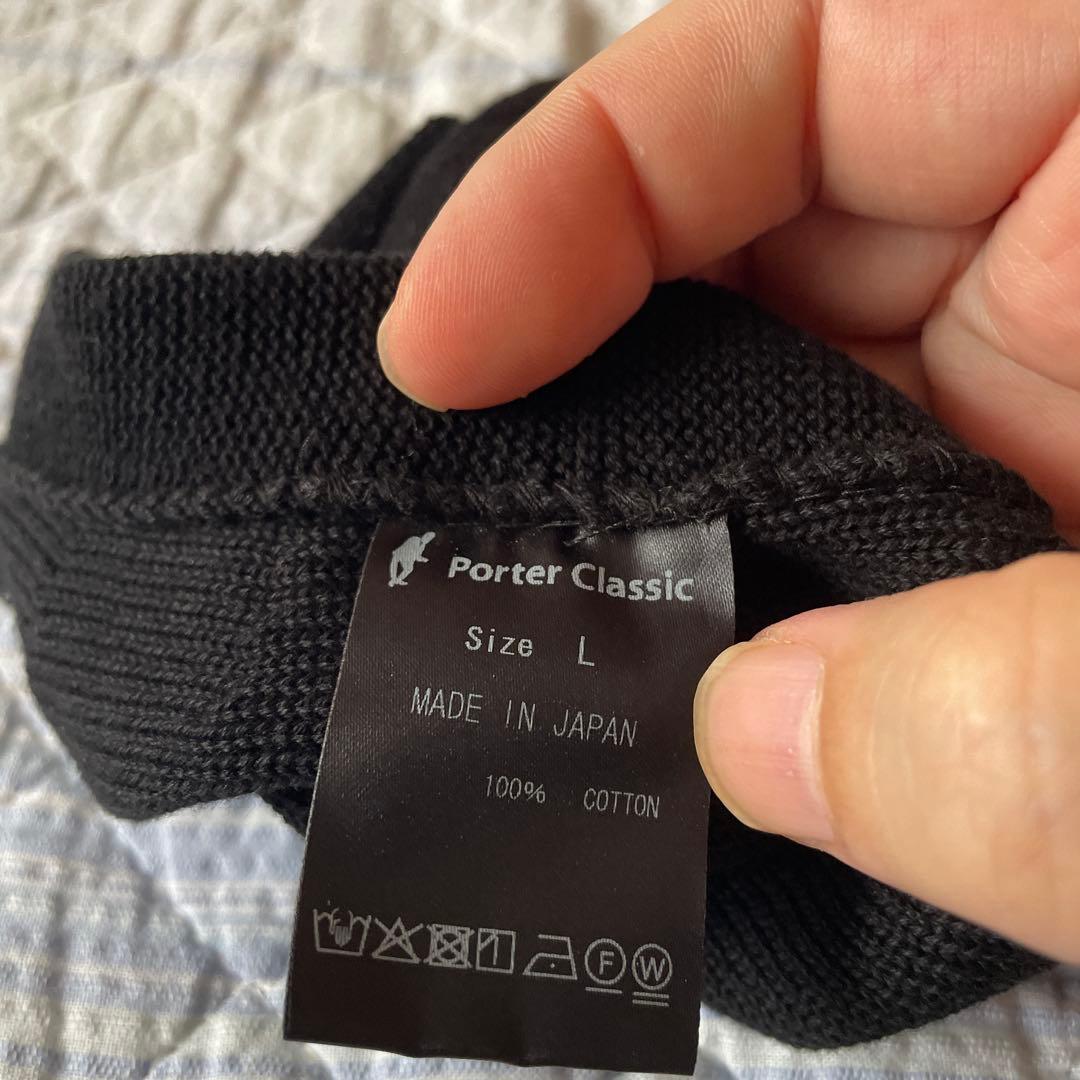 Porter Classic
Size L
MADE IN JAPAN
100% COTTON
F W